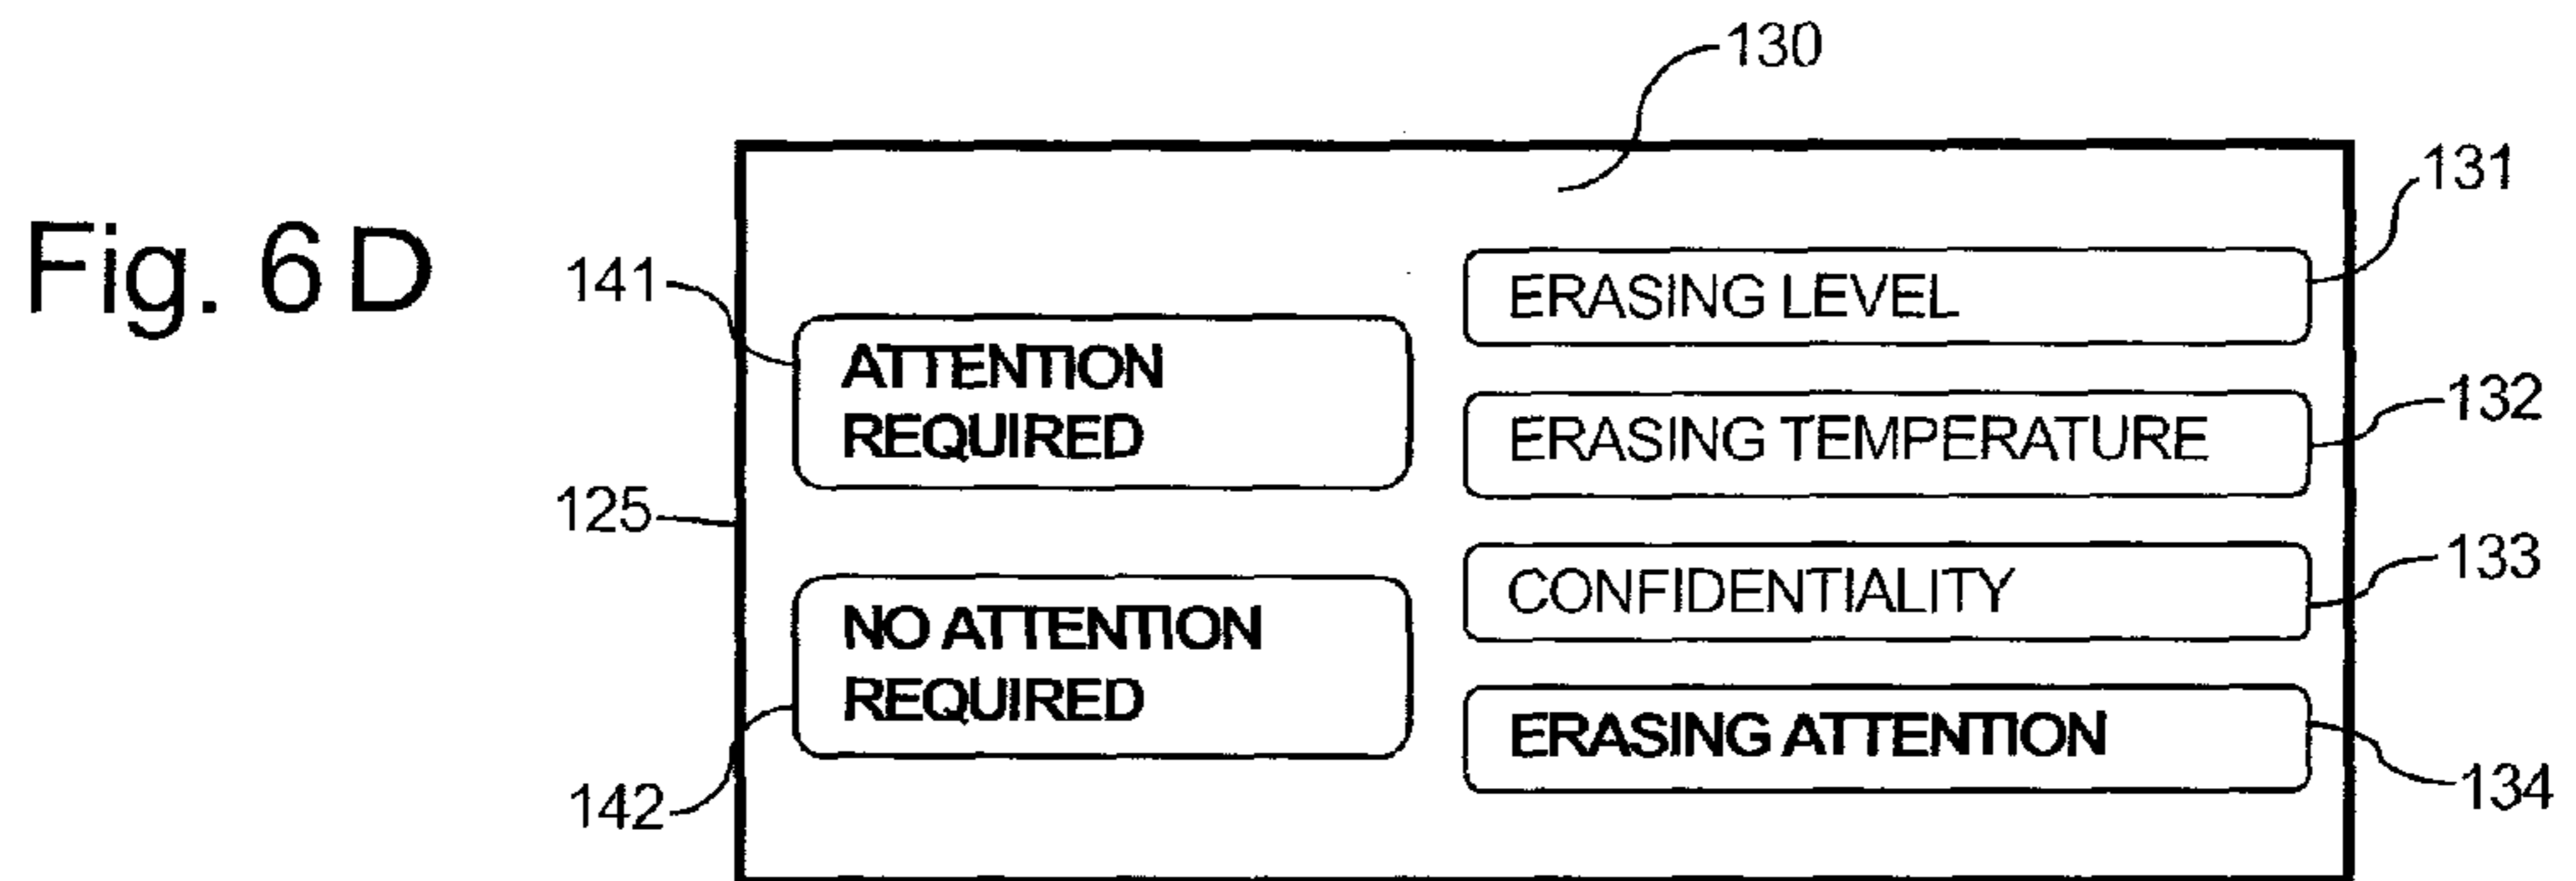 Fig. 6 D
130
141
ATTENTION
REQUIRED
125
NO ATTENTION
REQUIRED
142
ERASING LEVEL
131
ERASING TEMPERATURE
132
CONFIDENTIALITY
133
ERASING ATTENTION
134